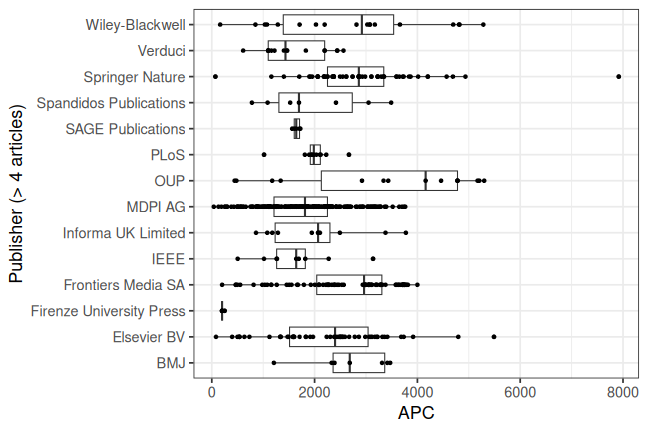 Publisher (> 4 articles)
Wiley-Blackwell
Verduci
Springer Nature
Spandidos Publications
SAGE Publications
PLoS
OUP
MDPI AG
Informa UK Limited
IEEE
Frontiers Media SA
Firenze University Press
Elsevier BV
BMJ
0 2000 4000 6000 8000
APC